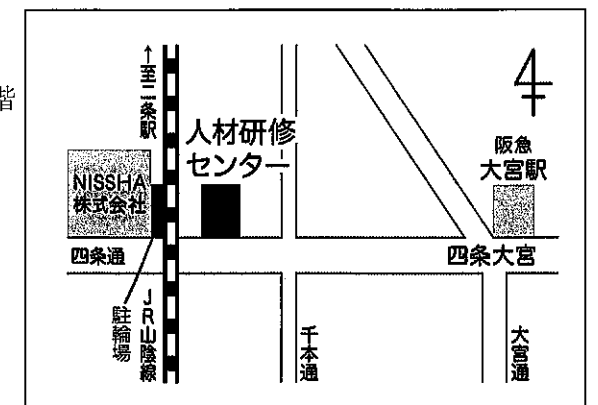 階
↑至二条駅
人材研修
センター
阪急
大宮駅
NISSHA
株式会社
四条通
四条大宮
駐輪場
JR山陰線
千本通
大宮通